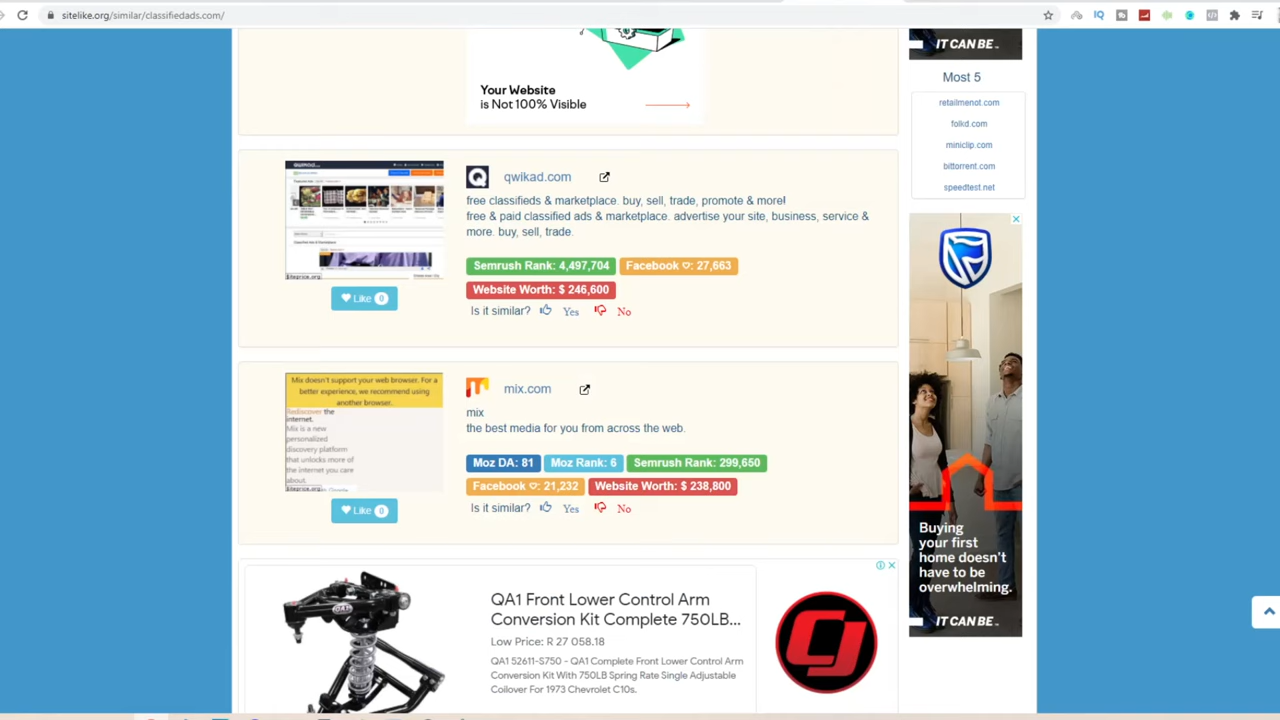 sitelike.org/similar/classifiedads.com/
IT CAN BE™
Your Website
is Not 100% Visible
Most 5
retailmenot.com
folkd.com
miniclip.com
bittorrent.com
speedtest.net
qwikad.com
free classifieds & marketplace. buy, sell, trade, promote & more!
free & paid classified ads & marketplace. advertise your site, business, service &
more. buy, sell, trade.
Semrush Rank: 4,497,704 Facebook ♡: 27,663
Website Worth: $ 246,600
Like 0
Is it similar? Yes No
Mix doesn't support your web browser. For a
better experience, we recommend using
another browser.
Rediscover the
internet.
Mix is a new
personalized
discovery platform
that unlocks more of
the internet you care
about.
Siteprice.org
mix.com
mix
the best media for you from across the web.
Moz DA: 81 Moz Rank: 6 Semrush Rank: 299,650
Facebook ♡: 21,232 Website Worth: $ 238,800
Like 0
Is it similar? Yes No
Buying
your first
home doesn't
have to be
overwhelming.
IT CAN BE™
QA1
QA1 Front Lower Control Arm
Conversion Kit Complete 750LB...
Low Price: R 27 058.18
QA1 52611-S750 - QA1 Complete Front Lower Control Arm
Conversion Kit With 750LB Spring Rate Single Adjustable
Coilover For 1973 Chevrolet C10s.
CJ